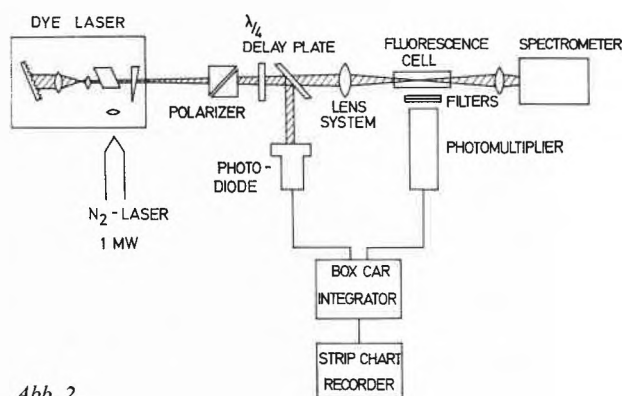 DYE LASER
λ/4
DELAY PLATE
FLUORESCENCE
CELL
SPECTROMETER
POLARIZER
LENS
SYSTEM
FILTERS
PHOTOMULTIPLIER
PHOTO-
DIODE
N₂-LASER
1 MW
BOX CAR
INTEGRATOR
STRIP CHART
RECORDER
Abb. 2